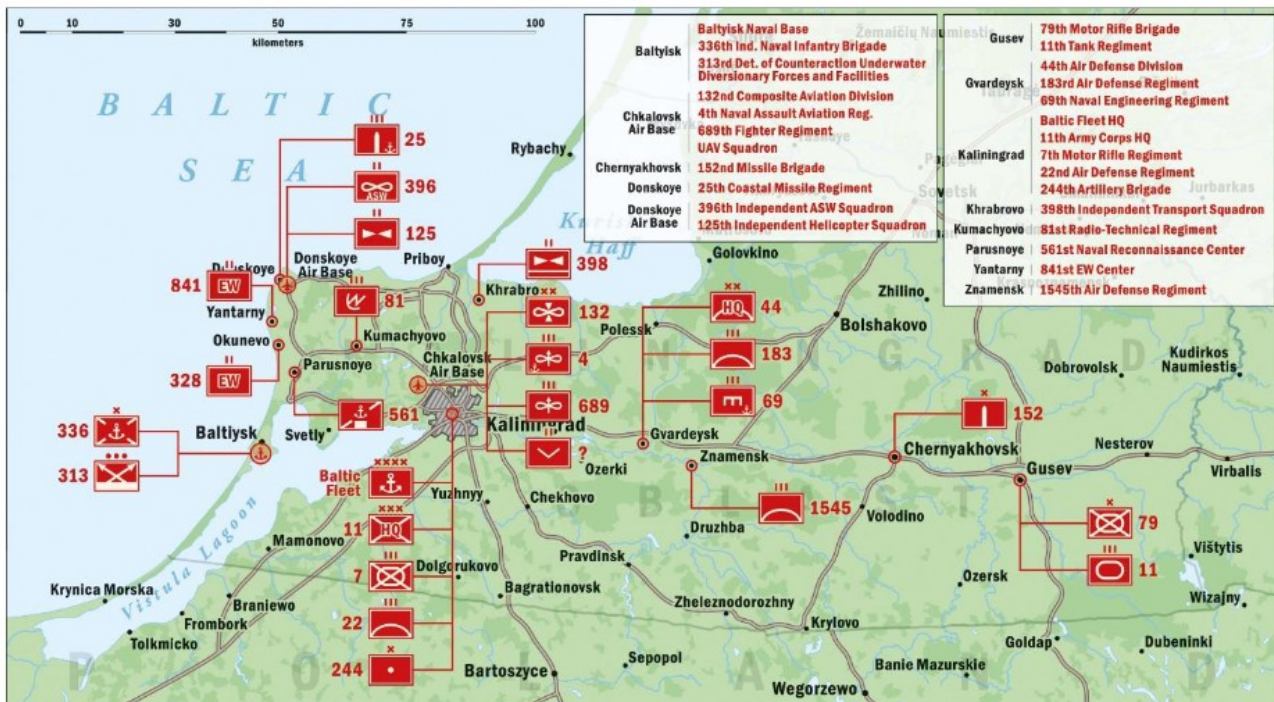 0 25 50 75 100
kilometers
BALTIC
SEA
Baltyisk
Baltyisk Naval Base
336th Ind. Naval Infantry Brigade
313rd Det. of Counteraction Underwater
Diversionary Forces and Facilities
Chkalovsk
Air Base
132nd Composite Aviation Division
4th Naval Assault Aviation Reg.
689th Fighter Regiment
UAV Squadron
Chernyakhovsk
152nd Missile Brigade
Donskoye
25th Coastal Missile Regiment
Donskoye
Air Base
396th Independent ASW Squadron
125th Independent Helicopter Squadron
Gusev
79th Motor Rifle Brigade
11th Tank Regiment
Gvardeysk
44th Air Defense Division
183rd Air Defense Regiment
69th Naval Engineering Regiment
Kaliningrad
Baltic Fleet HQ
11th Army Corps HQ
7th Motor Rifle Regiment
22nd Air Defense Regiment
244th Artillery Brigade
Khrabrovo
398th Independent Transport Squadron
Kumachyovo
81st Radio-Technical Regiment
Parusnoye
561st Naval Reconnaissance Center
Yantarny
841st EW Center
Znamensk
1545th Air Defense Regiment
25
ASW
396
125
Rybachy
Kurish
Haff
Donskoye
Donskoye
Air Base
Priboy
398
Khrabro
Golovkino
841
EW
Yantarny
81
132
44
Zhilino
Okunevo
Kumachyovo
Polessk
HQ
Bolshakovo
Parusnoye
Chkalovsk
Air Base
4
183
KALININGRAD
Kudirkos
Naumiestis
328
EW
Dobrovolsk
561
689
69
152
336
Baltiysk
Svetly
Kaliningrad
Gvardeysk
Chernyakhovsk
Nesterov
313
?
Ozerki
Znamensk
Gusev
Virbalis
Baltic
Fleet
Yuzhnyy
Chekhovo
1545
OBLAST
Volodino
79
11
HQ
Druzhba
Vistula Lagoon
Mamonovo
Pravdinsk
Vištytis
7
Dolgorukovo
Ozersk
11
Krynica Morska
Braniewo
Bagrationovsk
Zheleznodorozhny
Wizajny
Frombork
22
Krylovo
Tolkmicko
Goldap
Dubeninki
POLAND
244
Bartoszyce
Sepopol
Banie Mazurskie
Wegorzewo